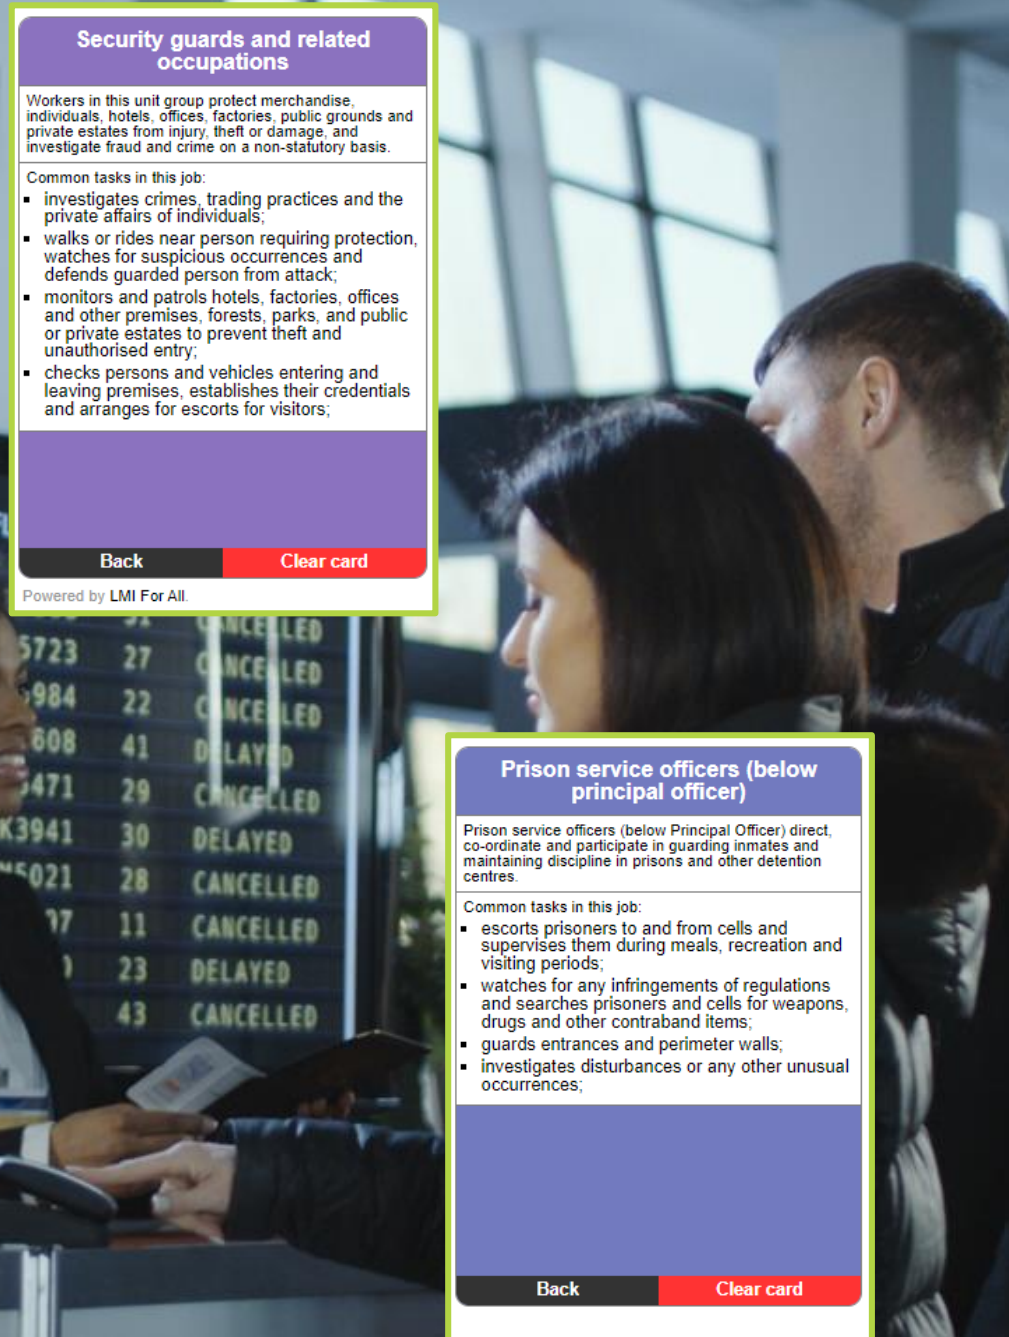 Security guards and related
occupations
Workers in this unit group protect merchandise,
individuals, hotels, offices, factories, public grounds and
private estates from injury, theft or damage, and
investigate fraud and crime on a non-statutory basis.
Common tasks in this job:
▪ investigates crimes, trading practices and the
private affairs of individuals;
▪ walks or rides near person requiring protection,
watches for suspicious occurrences and
defends guarded person from attack;
▪ monitors and patrols hotels, factories, offices
and other premises, forests, parks, and public
or private estates to prevent theft and
unauthorised entry;
▪ checks persons and vehicles entering and
leaving premises, establishes their credentials
and arranges for escorts for visitors;
Back Clear card
Powered by LMI For All.
CANCELLED
5723 27 CANCELLED
984 22 CANCELLED
608 41 DELAYED
471 29 CANCELLED
K3941 30 DELAYED
5021 28 CANCELLED
97 11 CANCELLED
23 DELAYED
43 CANCELLED
Prison service officers (below
principal officer)
Prison service officers (below Principal Officer) direct,
co-ordinate and participate in guarding inmates and
maintaining discipline in prisons and other detention
centres.
Common tasks in this job:
▪ escorts prisoners to and from cells and
supervises them during meals, recreation and
visiting periods;
▪ watches for any infringements of regulations
and searches prisoners and cells for weapons,
drugs and other contraband items;
▪ guards entrances and perimeter walls;
▪ investigates disturbances or any other unusual
occurrences;
Back Clear card